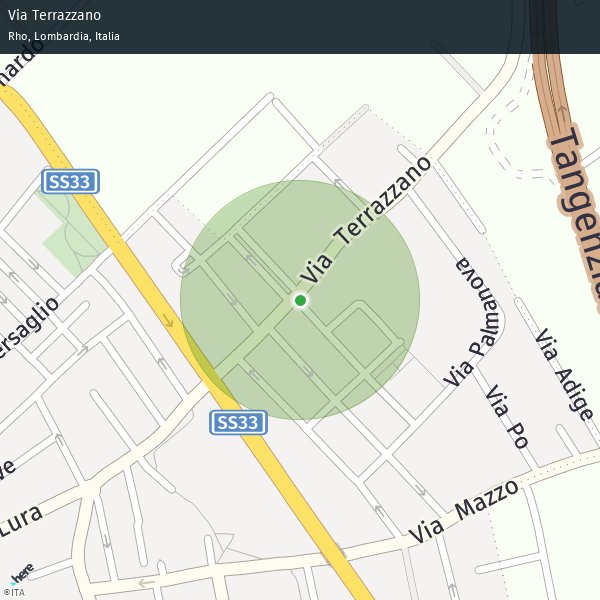 Via Terrazzano
Rho, Lombardia, Italia
nardo
SS33
Via Terrazzano
Tangenzia
Via Palmanova
ersaglio
Via Adige
Via Po
SS33
ve
Lura
Via Mazzo
here
©ITA